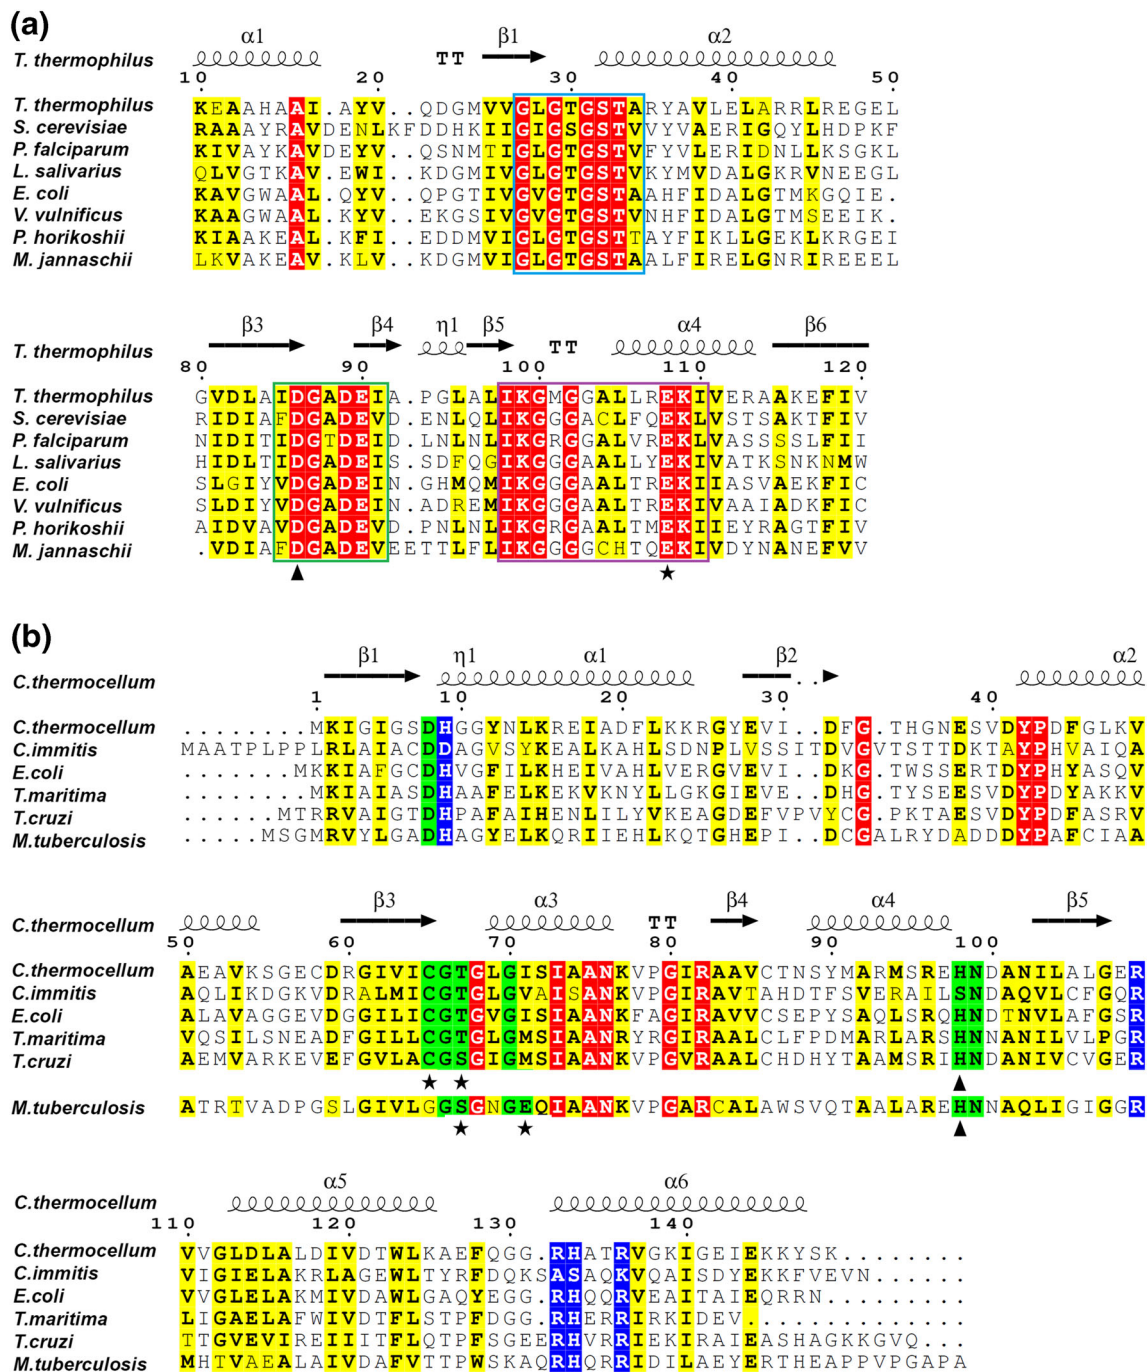 (a)
α1 β1 α2
T. thermophilus TT
10 20 30 40 50
T. thermophilus KEAAHAAI.AYV..QDGMVVGLGTGSTARYAVLELARRLREGEL
S. cerevisiae RAAAYRAVDENLKFDDHKIIGIGSGSTVVYVAERIGQYLHDPKF
P. falciparum KIVAYKAVDEYV..QSNMTIGLGTGSTVFYVLERIDNLLKSGKL
L. salivarius QLVGTKAV.EWI..KDGMIVGLGTGSTVKYMVDALGKRVNEEGL
E. coli KAVGWAAL.QYV..QPGTIVGVGTGSTAAHFIDALGTMKGQIE.
V. vulnificus KAAGWAAL.KYV..EKGSIVGVGTGSTVNHFIDALGTMSEEIK.
P. horikoshii KIAAKEAL.KFI..EDDMVIGLGTGSTTAYFIKLLGEKLKRGEI
M. jannaschii LKVAKEAV.KLV..KDGMVIGLGTGSTAALFIRELGNRIREEEL
β3 β4 η1 β5 α4 β6
T. thermophilus TT
80 90 100 110 120
T. thermophilus GVDLAIDGADEIA.PGLALIKGMGGALLREKIVERAAKEFIV
S. cerevisiae RIDIAFDGADEVD.ENLQLIKGGGACLFQEKLVSTSAKTFIV
P. falciparum NIDITIDGTDEID.LNLNLIKGRGGALVREKLVASSSSLFII
L. salivarius HIDLTIDGADEIS.SDFQGIKGGGAALLYEKIVATKSNKNMW
E. coli SLGIYVDGADEIN.GHMQMIKGGGAALTREKIIASVAEKFIC
V. vulnificus SLDIYVDGADEIN.ADREMIKGGGAALTREKIVAAIADKFIC
P. horikoshii AIDVAVDGADEVD.PNLNLIKGRGAALTMEKIIEYRAGTFIV
M. jannaschii .VDIAFDGADEVEETTLFLIKGGGGCHTQEKIVDYNANEFVV
▲ ★
(b)
β1 η1 α1 β2 α2
C.thermocellum ..
1 10 20 30 40
C.thermocellum ........MKIGIGSDHGGYNLKREIADFLKKRGYEVI..DFG.THGNESVDYPDFGLKV
C.immitis MAATPLPPLRLAIACDDAGVSYKEALKAHLSDNPLVSSITDVGVTSTTDKTAYPHVAIQA
E.coli .......MKKIAFGCDHVGFILKHEIVAHLVERGVEVI..DKG.TWSSERTDYPHYASQV
T.maritima ........MKIAIASDHAAFELKEKVKNYLLGKGIEVE..DHG.TYSEESVDYPDYAKKV
T.cruzi ......MTRRVAIGTDHPAFAIHENLILYVKEAGDEFVPVYCG.PKTAESVDYPDFASRV
M.tuberculosis .....MSGMRVYLGADHAGYELKQRIIEHLKQTGHEPI..DCGALRYDADDDYPAFCIAA
β3 α3 β4 α4 β5
C.thermocellum TT
50 60 70 80 90 100
C.thermocellum AEAVKSGECDRGIVICGTGLGISIAANKVPGIRAAVCTNSYMARMSREHNDANILALGER
C.immitis AQLIKDGKVDRALMICGTGLGVAISANKVPGIRAVTAHDTFSVERAILSNDAQVLCFGQR
E.coli ALAVAGGEVDGGILICGTGVGISIAANKFAGIRAVVCSEPYSAQLSRQHNDTNVLAFGSR
T.maritima VQSILSNEADFGILLCGTGLGMSIAANRYRGIRAALCLFPDMARLARSHNNANILVLPGR
T.cruzi AEMVARKEVEFGVLACGSGIGMSIAANKVPGVRAALCHDHYTAAMSRIHNDANIVCVGER
★ ★ ▲
M.tuberculosis ATRTVADPGSLGIVLGGSGNGEQIAANKVPGARCALAWSVQTAALAREHNNAQLIGIGGR
★ ★ ▲
α5 α6
C.thermocellum
110 120 130 140
C.thermocellum VVGLDLALDIVDTWLKAEFQGG.RHATRVGKIGEIEKKYSK........
C.immitis VIGIELAKRLAGEWLTYRFDQKSASAQKVQAISDYEKKFVEVN......
E.coli VVGLELAKMIVDAWLGAQYEGG.RHQQRVEAITAIEQRRN.........
T.maritima LIGAELAFWIVDTFLSTPFDGG.RHERRIRKIDEV..............
T.cruzi TTGVEVIREIIITFLQTPFSGEERHVRRIEKIRAIEASHAGKKGVQ...
M.tuberculosis MHTVAEALAIVDAFVTTPWSKAQRHQRRIDILAEYERTHEAPPVPGAPA